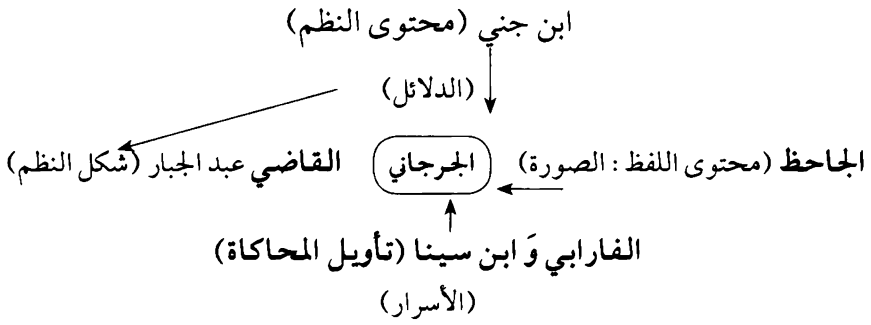 ابن جني (محتوى النظم)
(الدلائل)
الجاحظ (محتوى اللفظ : الصورة) الجرجاني القاضي عبد الجبار (شكل النظم)
الفارابي وَ ابن سينا (تأويل المحاكاة)
(الأسرار)